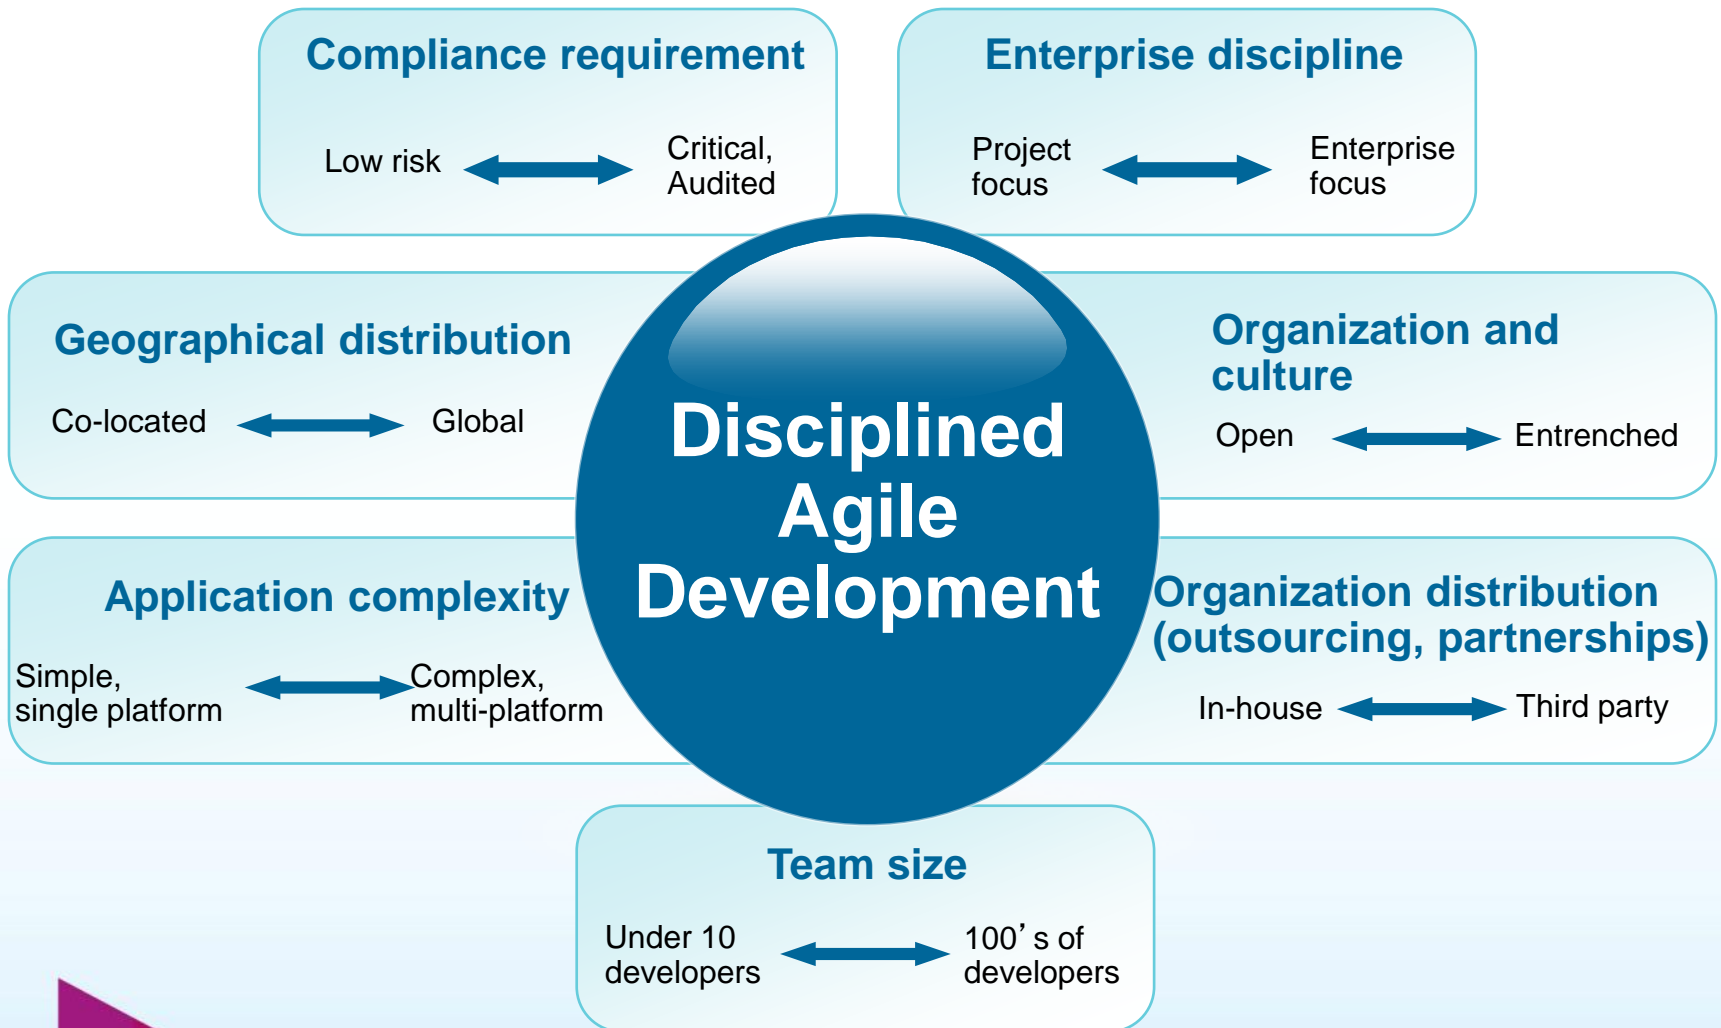 Compliance requirement
Low risk
Critical,
Audited
Enterprise discipline
Project
focus
Enterprise
focus
Geographical distribution
Co-located
Global
Organization and
culture
Open
Entrenched
Disciplined
Agile
Development
Application complexity
Simple,
single platform
Complex,
multi-platform
Organization distribution
(outsourcing, partnerships)
In-house
Third party
Team size
Under 10
developers
100’ s of
developers